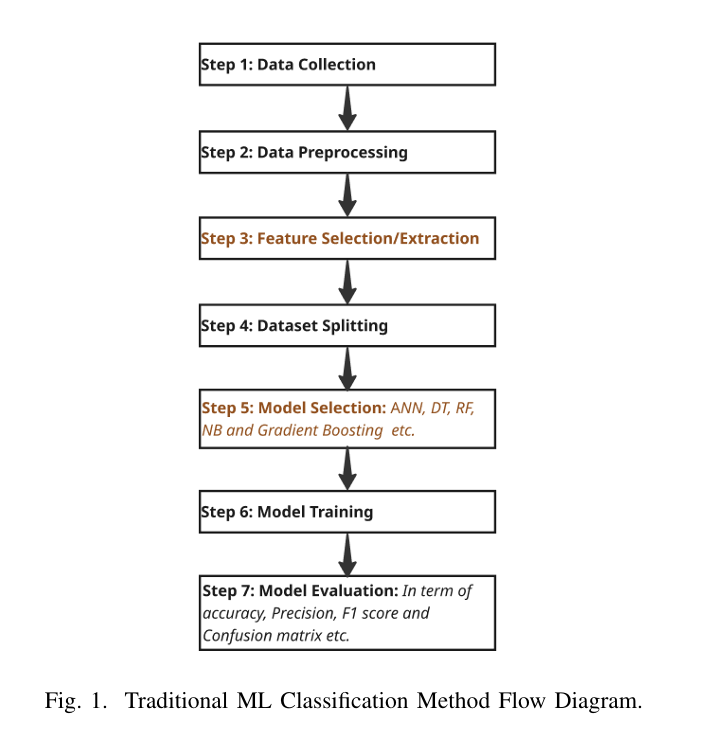 Step 1: Data Collection
Step 2: Data Preprocessing
Step 3: Feature Selection/Extraction
Step 4: Dataset Splitting
Step 5: Model Selection: ANN, DT, RF,
NB and Gradient Boosting etc.
Step 6: Model Training
Step 7: Model Evaluation: In term of
accuracy, Precision, F1 score and
Confusion matrix etc.
Fig. 1. Traditional ML Classification Method Flow Diagram.